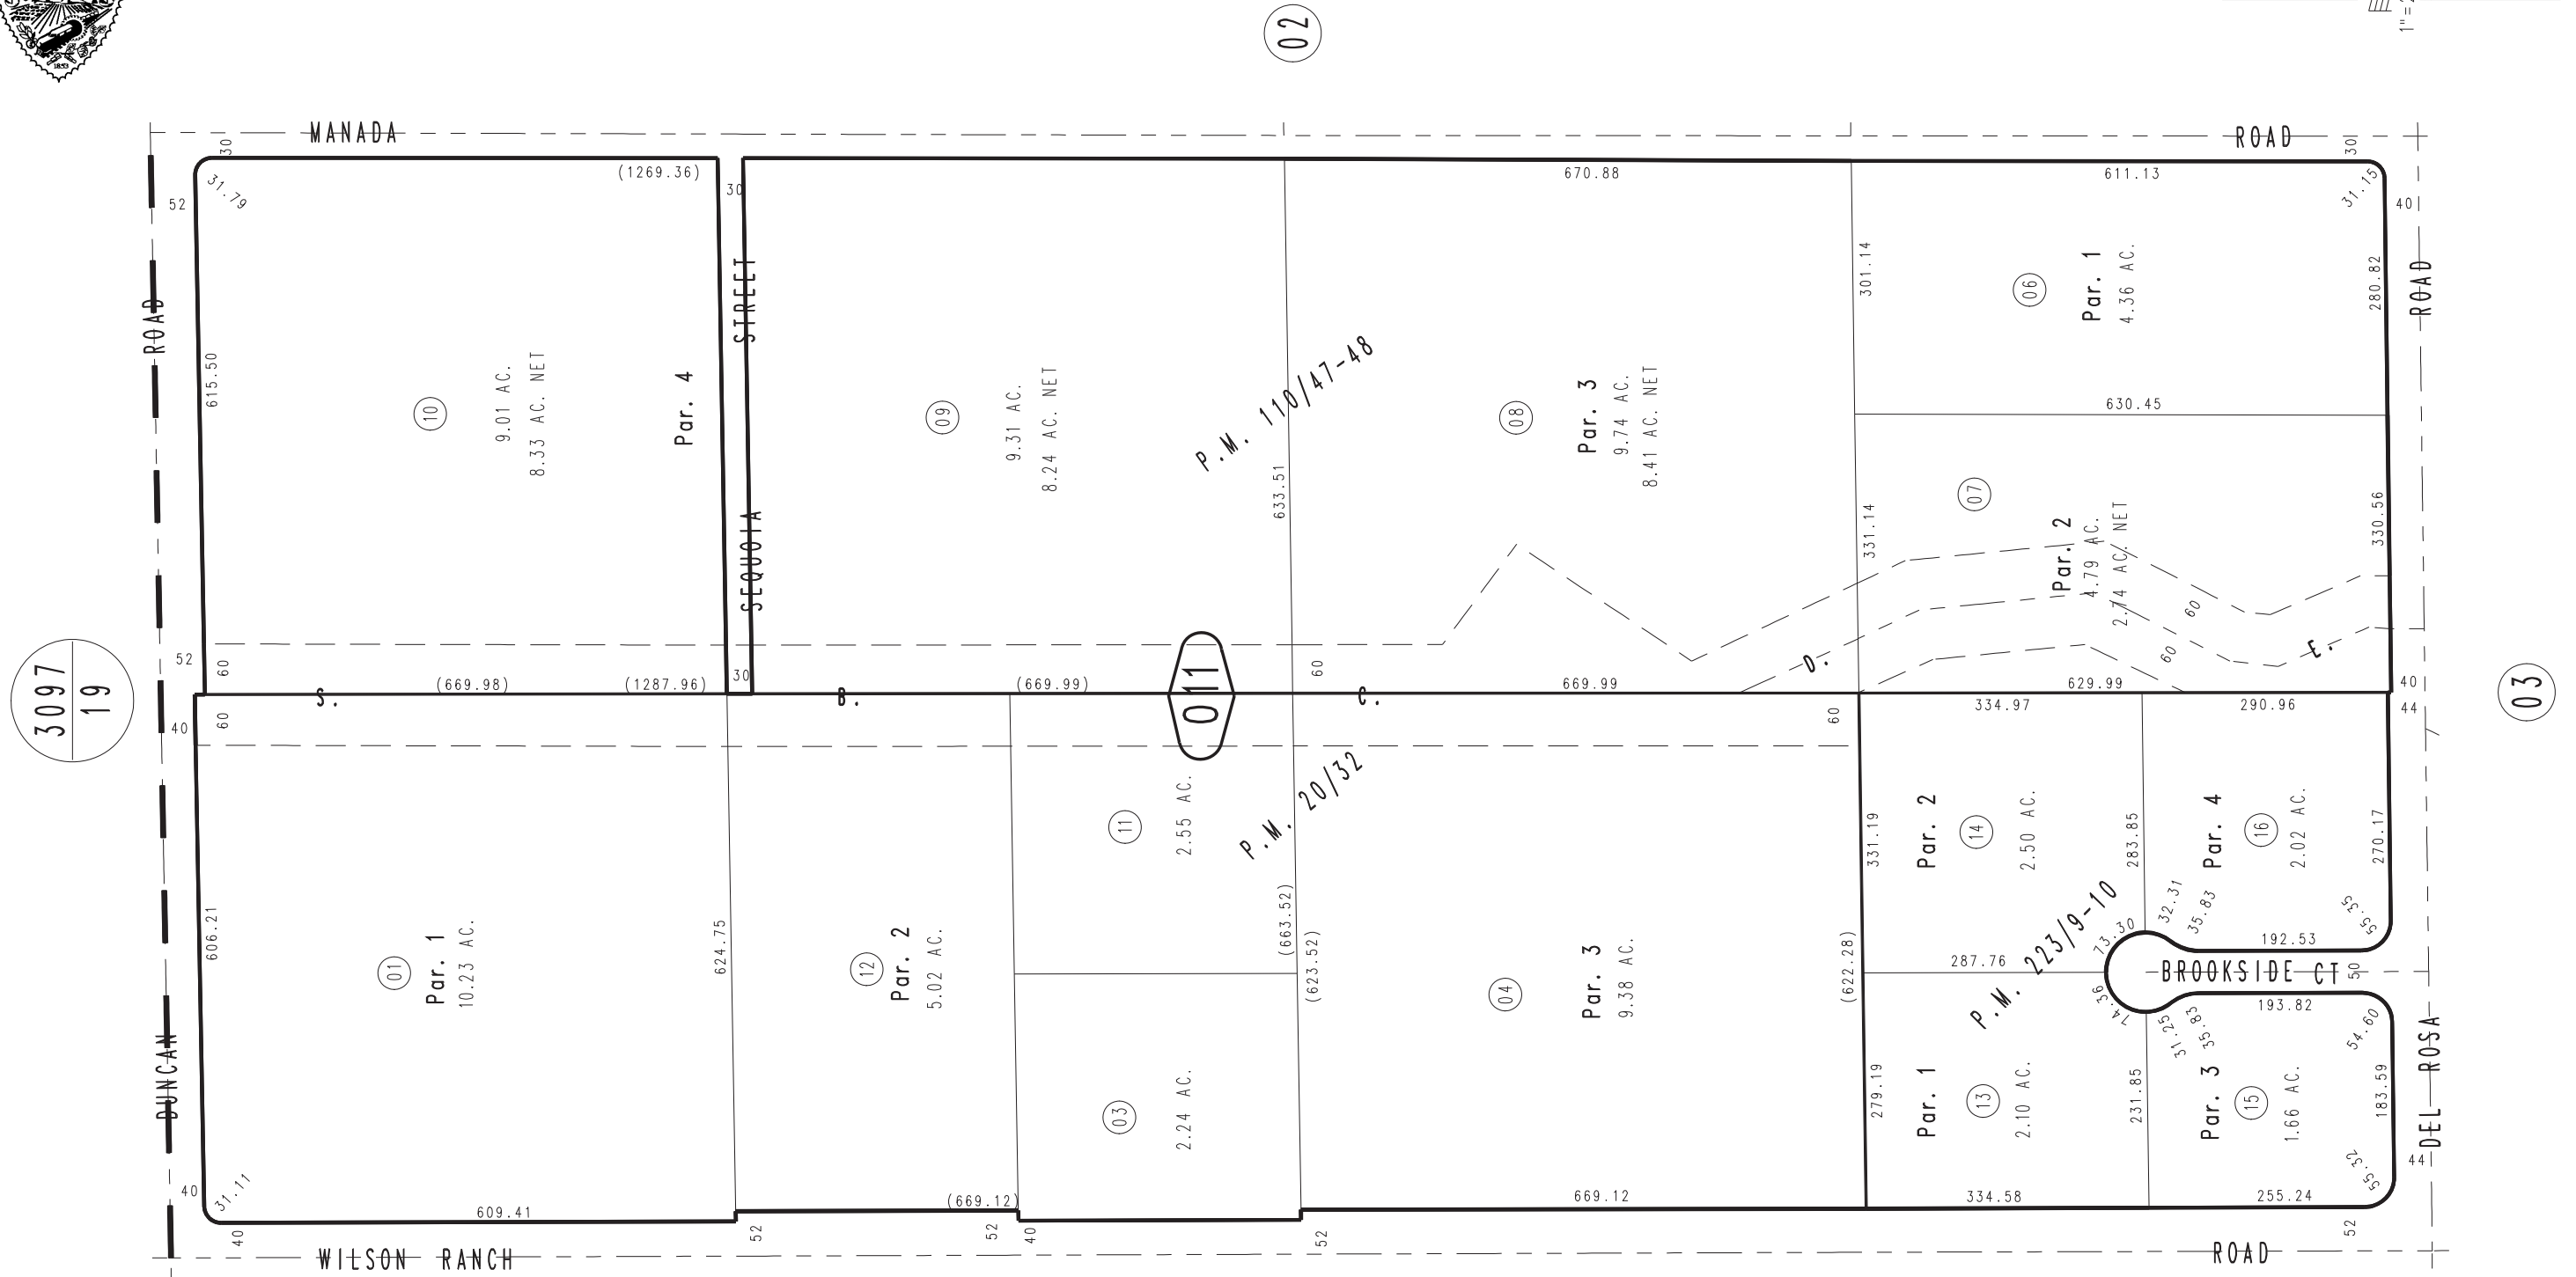 02
1"=
1853
MANADA ROAD
30
(1269.36)
30
670.88
611.13
30
31.79
31.15
52
40
ROAD
STREET
ROAD
615.50
301.14
280.82
10
9.01 AC.
8.33 AC. NET
Par. 4
09
9.31 AC.
8.24 AC. NET
P.M. 110/47-48
08
Par. 3
9.74 AC.
8.41 AC. NET
06
Par. 1
4.36 AC.
630.45
633.51
331.14
330.56
07
Par. 2
4.79 AC.
2.14 AC. NET
SEQUOIA
60
60
D.
E.
3097
19
52
60
(669.98)
(1287.96)
30
(669.99)
011
60
669.99
629.99
40
S.
B.
C.
03
40
60
60
334.97
290.96
44
11
2.55 AC.
P.M. 20/32
331.19
Par. 2
14
2.50 AC.
283.85
Par. 4
16
2.02 AC.
270.17
606.21
01
Par. 1
10.23 AC.
624.75
12
Par. 2
5.02 AC.
(663.52)
(623.52)
04
Par. 3
9.38 AC.
(622.28)
P.M. 223/9-10
73.30
32.31
35.83
55.35
192.53
287.76
BROOKSIDE CT
50
193.82
74.36
31.25
35.83
54.60
DUNCAN
DEL ROSA
03
2.24 AC.
279.19
Par. 1
13
2.10 AC.
231.85
Par. 3
15
1.66 AC.
183.59
55.32
44
40
31.11
609.41
(669.12)
669.12
334.58
255.24
40
52
52
40
52
52
WILSON RANCH ROAD